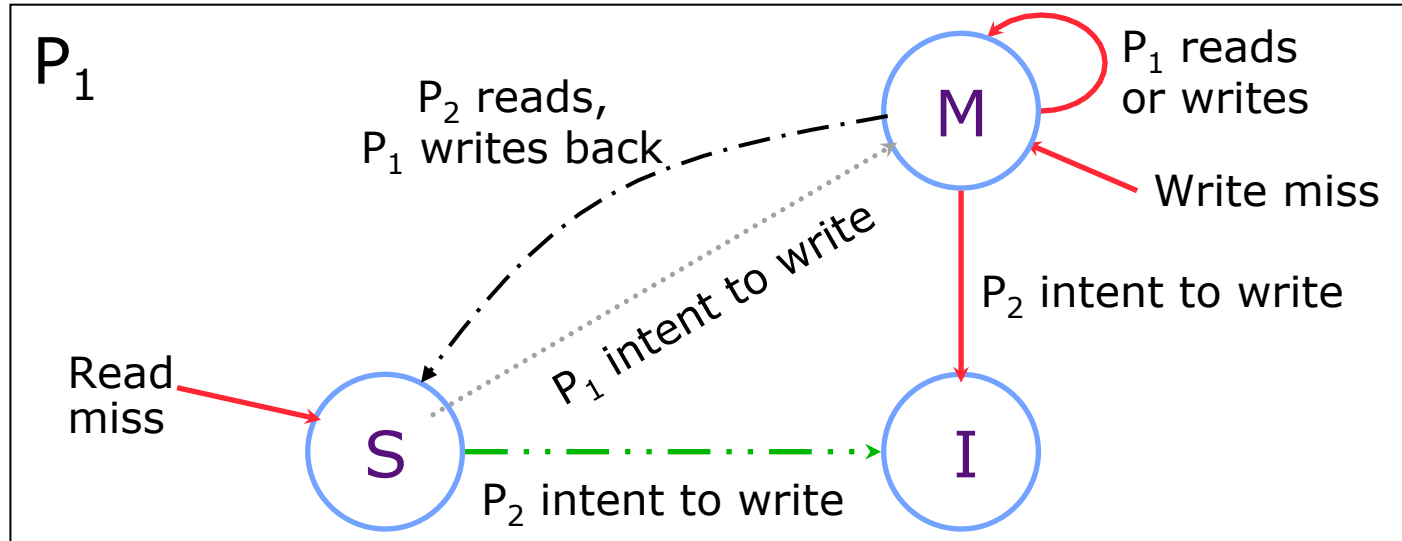 P₁
P₂ reads,
P₁ writes back
M
P₁ reads
or writes
Write miss
P₁ intent to write
P₂ intent to write
Read
miss
S
I
P₂ intent to write